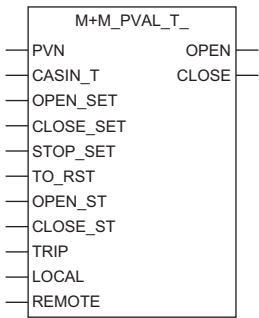 M+M_PVAL_T_
PVN OPEN
CASIN_T CLOSE
OPEN_SET
CLOSE_SET
STOP_SET
TO_RST
OPEN_ST
CLOSE_ST
TRIP
LOCAL
REMOTE